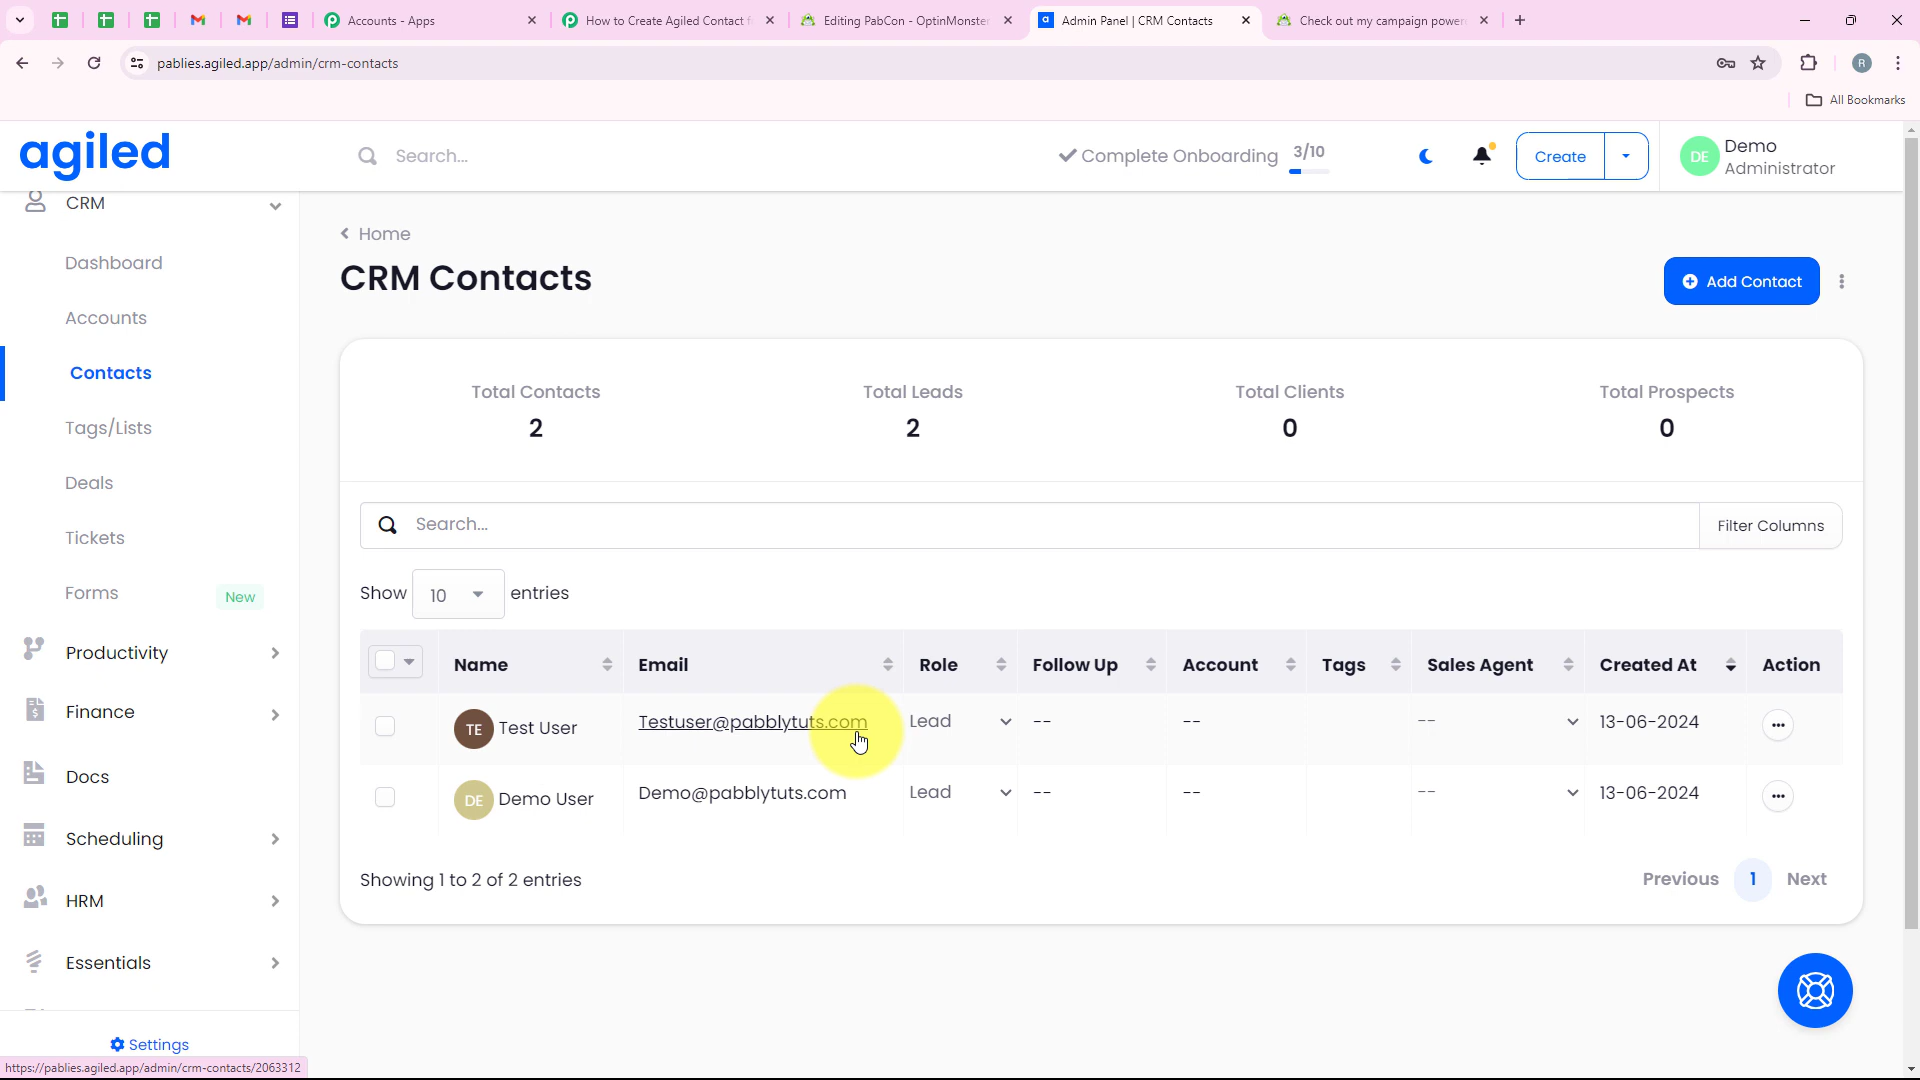 Accounts - Apps
How to Create Agiled Contact f
Editing PabCon - OptinMonster
Admin Panel | CRM Contacts
Check out my campaign power
pablies.agiled.app/admin/crm-contacts
R
All Bookmarks
agiled
Search...
Complete Onboarding 3/10
Create
DE
Demo
Administrator
CRM
Dashboard
Accounts
Contacts
Tags/Lists
Deals
Tickets
Forms New
Productivity
Finance
Docs
Scheduling
HRM
Essentials
Settings
Home
CRM Contacts
Add Contact
Total Contacts Total Leads Total Clients Total Prospects
2 2 0 0
Search... Filter Columns
Show 10 entries
Name Email Role Follow Up Account Tags Sales Agent Created At Action
TE Test User Testuser@pabblytuts.com Lead -- -- -- 13-06-2024
DE Demo User Demo@pabblytuts.com Lead -- -- -- 13-06-2024
Showing 1 to 2 of 2 entries
Previous 1 Next
https://pablies.agiled.app/admin/crm-contacts/2063312